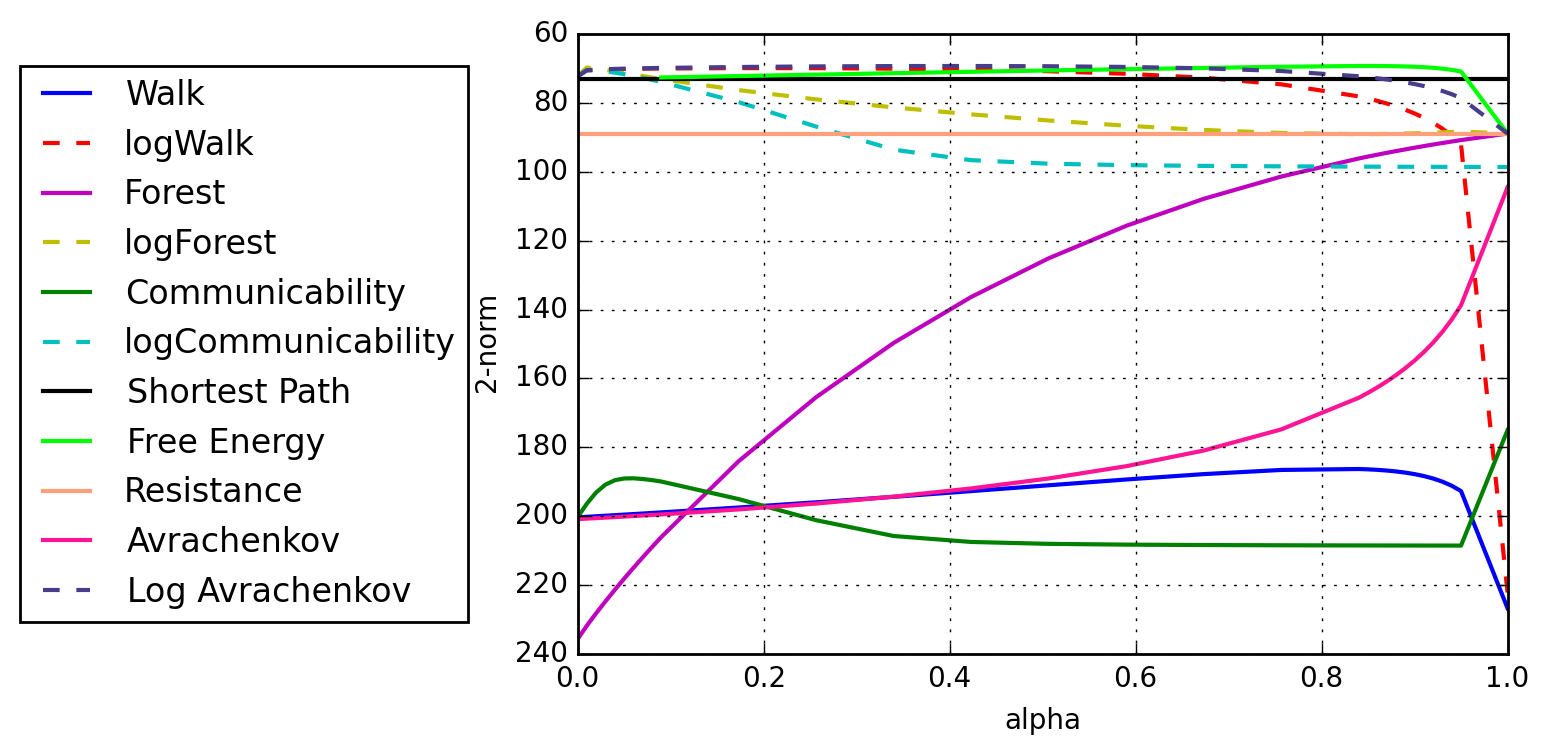 Walk
logWalk
Forest
logForest
Communicability
logCommunicability
Shortest Path
Free Energy
Resistance
Avrachenkov
Log Avrachenkov
2-norm
60
80
100
120
140
160
180
200
220
240
0.0 0.2 0.4 0.6 0.8 1.0
alpha